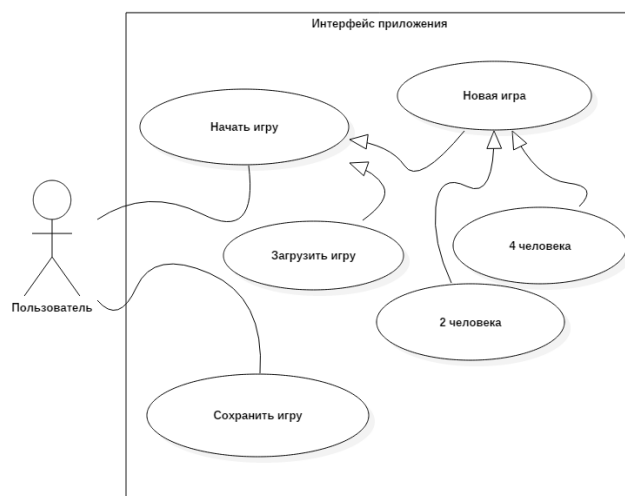 Интерфейс приложения
Новая игра
Начать игру
4 человека
Загрузить игру
Пользователь
2 человека
Сохранить игру